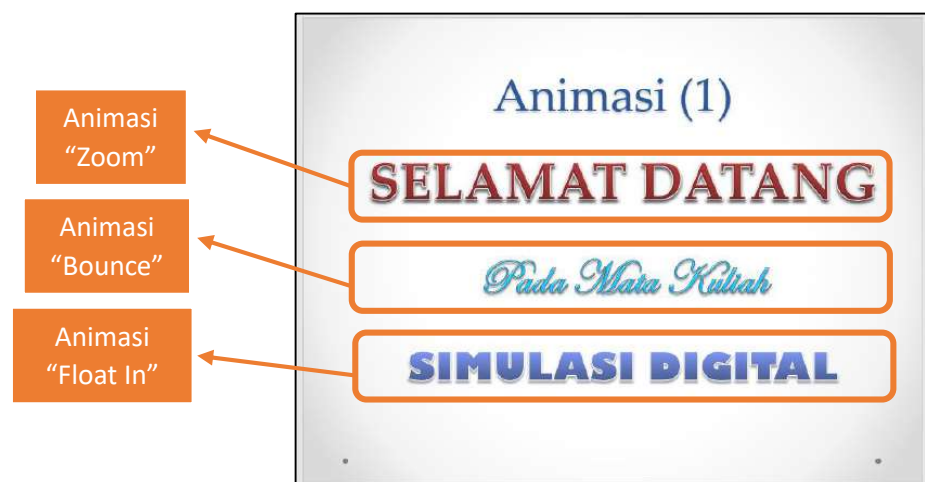 Animasi (1)
Animasi
“Zoom”
SELAMAT DATANG
Animasi
“Bounce”
Pada Mata Kuliah
Animasi
“Float In”
SIMULASI DIGITAL